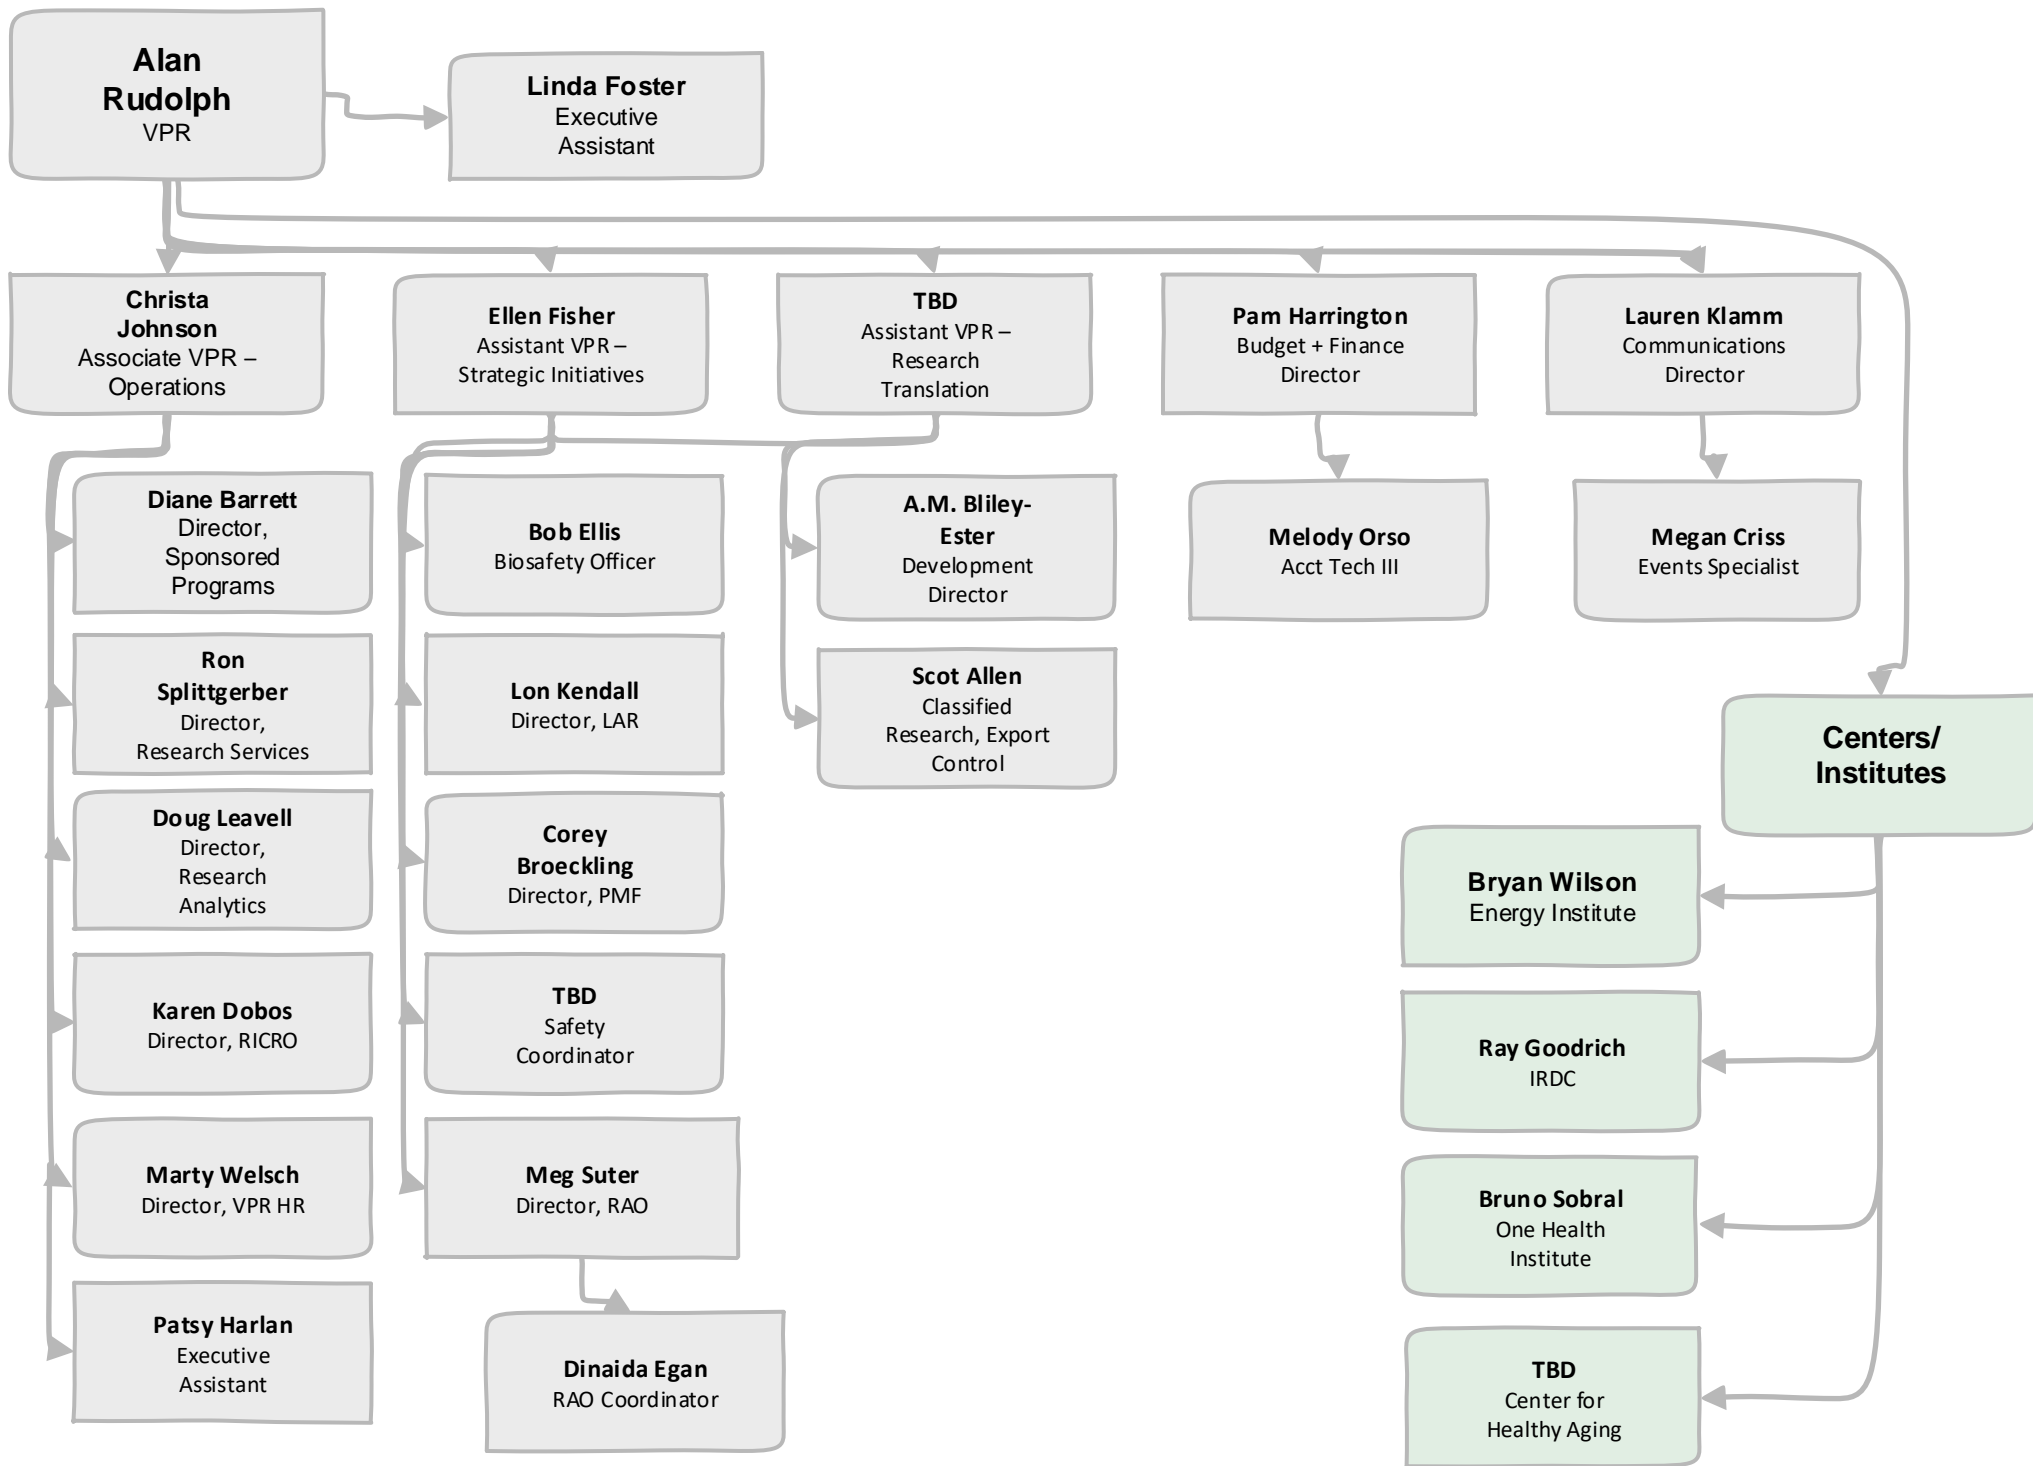 Alan
Rudolph
VPR
Linda Foster
Executive
Assistant
Christa
Johnson
Associate VPR –
Operations
Ellen Fisher
Assistant VPR –
Strategic Initiatives
TBD
Assistant VPR –
Research
Translation
Pam Harrington
Budget + Finance
Director
Lauren Klamm
Communications
Director
Diane Barrett
Director,
Sponsored
Programs
Ron
Splittgerber
Director,
Research Services
Doug Leavell
Director,
Research
Analytics
Karen Dobos
Director, RICRO
Marty Welsch
Director, VPR HR
Patsy Harlan
Executive
Assistant
Bob Ellis
Biosafety Officer
Lon Kendall
Director, LAR
Corey
Broeckling
Director, PMF
TBD
Safety
Coordinator
Meg Suter
Director, RAO
Dinaida Egan
RAO Coordinator
A.M. Bliley-
Ester
Development
Director
Scot Allen
Classified
Research, Export
Control
Melody Orso
Acct Tech III
Megan Criss
Events Specialist
Centers/
Institutes
Bryan Wilson
Energy Institute
Ray Goodrich
IRDC
Bruno Sobral
One Health
Institute
TBD
Center for
Healthy Aging